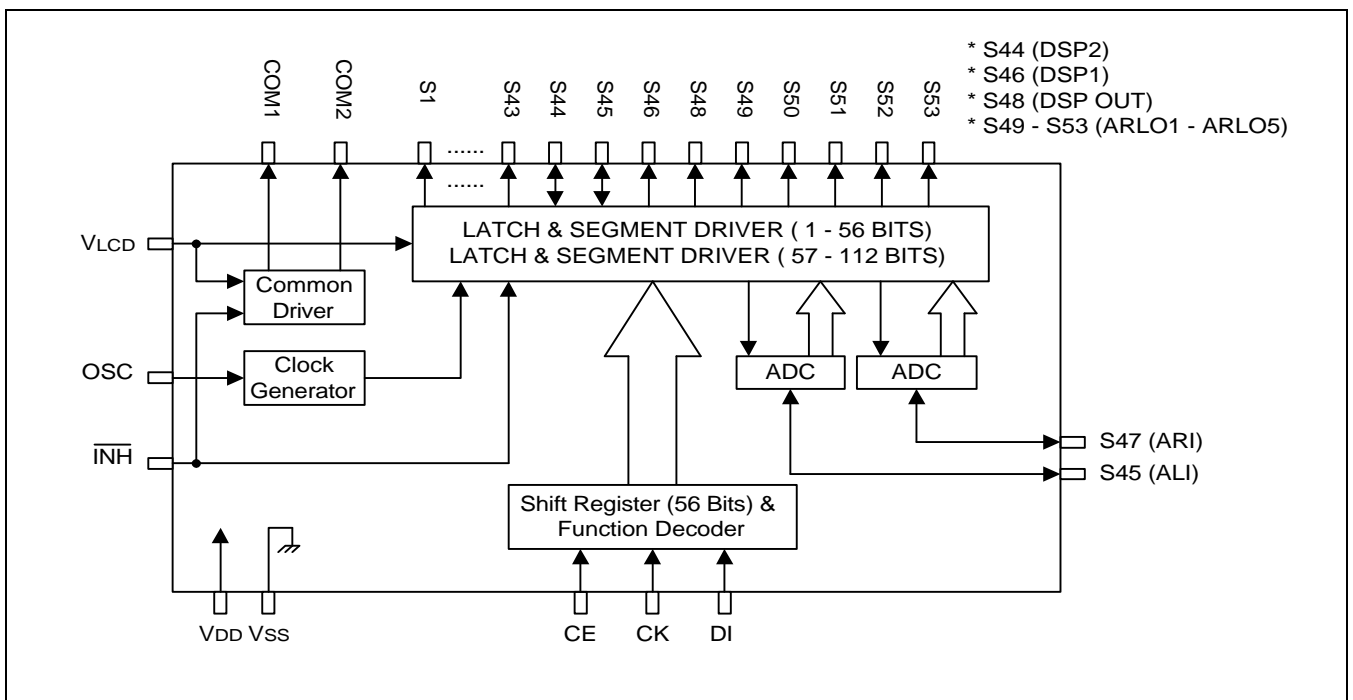 * S44 (DSP2)
* S46 (DSP1)
* S48 (DSP OUT)
* S49 - S53 (ARLO1 - ARLO5)
COM1
COM2
S1
......
......
S43
S44
S45
S46
S48
S49
S50
S51
S52
S53
VLCD
LATCH & SEGMENT DRIVER ( 1 - 56 BITS)
LATCH & SEGMENT DRIVER ( 57 - 112 BITS)
Common
Driver
OSC
Clock
Generator
ADC
ADC
INH
S47 (ARI)
S45 (ALI)
Shift Register (56 Bits) &
Function Decoder
VDD VSS
CE
CK
DI